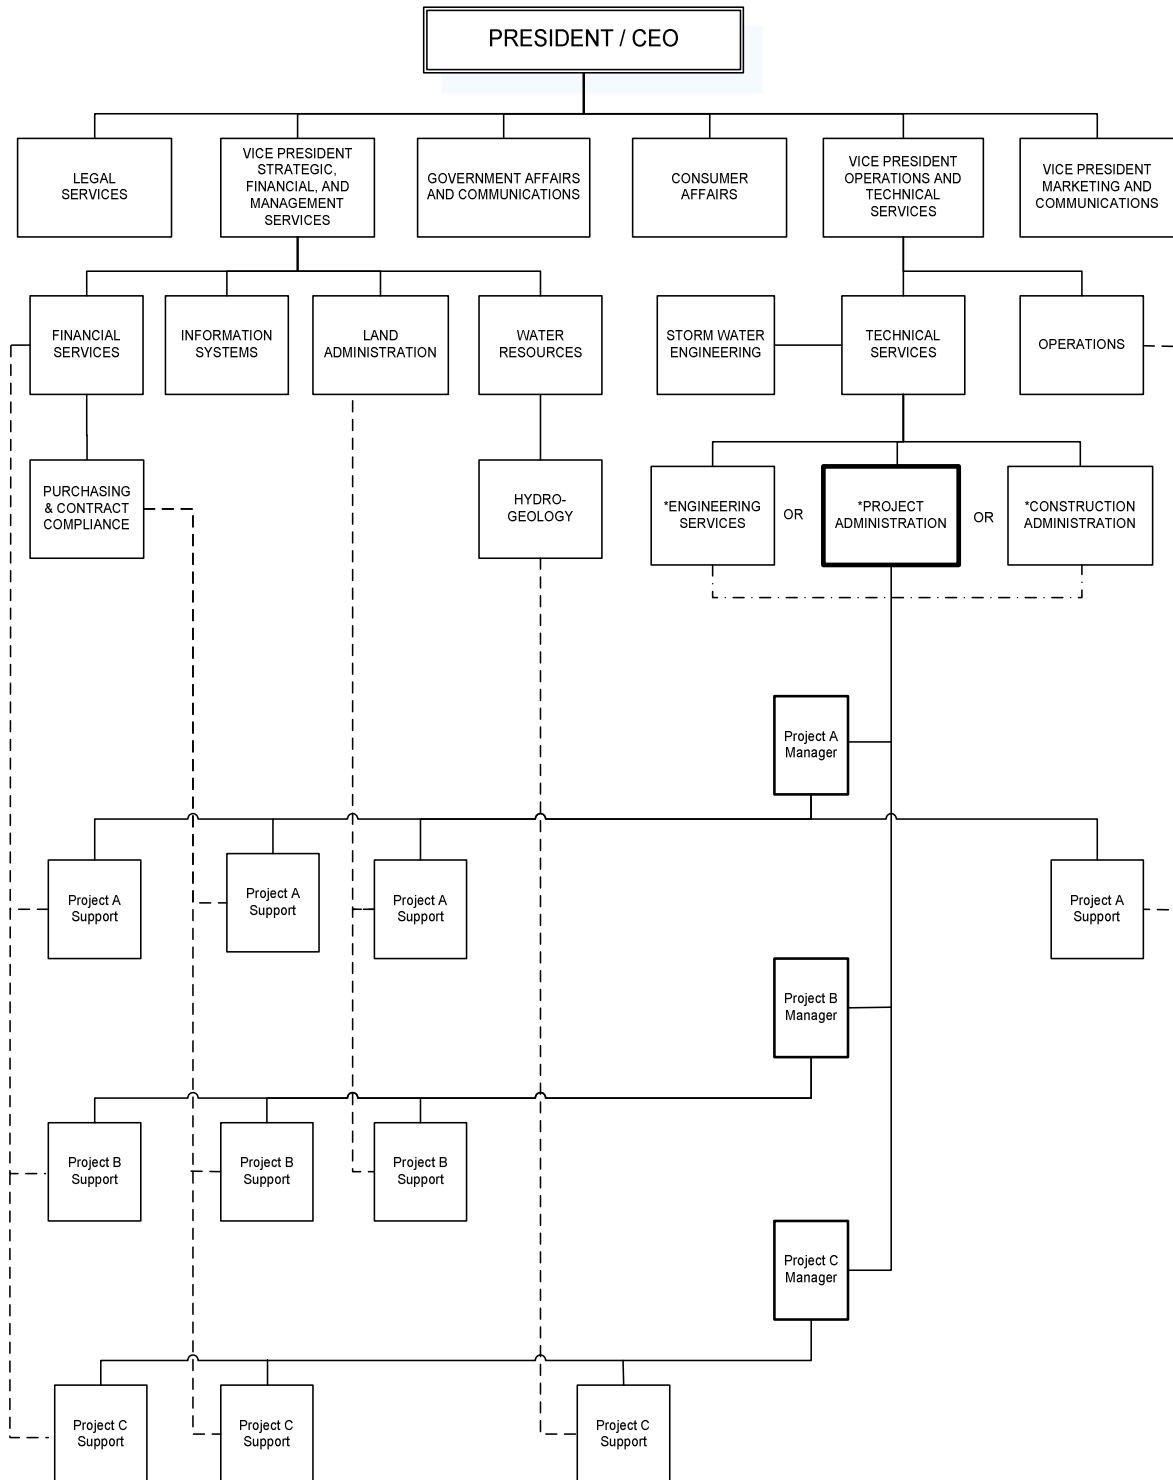 PRESIDENT / CEO
LEGAL
SERVICES
VICE PRESIDENT
STRATEGIC,
FINANCIAL, AND
MANAGEMENT
SERVICES
GOVERNMENT AFFAIRS
AND COMMUNICATIONS
CONSUMER
AFFAIRS
VICE PRESIDENT
OPERATIONS AND
TECHNICAL
SERVICES
VICE PRESIDENT
MARKETING AND
COMMUNICATIONS
FINANCIAL
SERVICES
INFORMATION
SYSTEMS
LAND
ADMINISTRATION
WATER
RESOURCES
STORM WATER
ENGINEERING
TECHNICAL
SERVICES
OPERATIONS
PURCHASING
& CONTRACT
COMPLIANCE
HYDRO-
GEOLOGY
*ENGINEERING
SERVICES
OR
*PROJECT
ADMINISTRATION
OR
*CONSTRUCTION
ADMINISTRATION
Project A
Manager
Project A
Support
Project A
Support
Project A
Support
Project A
Support
Project B
Manager
Project B
Support
Project B
Support
Project B
Support
Project C
Manager
Project C
Support
Project C
Support
Project C
Support